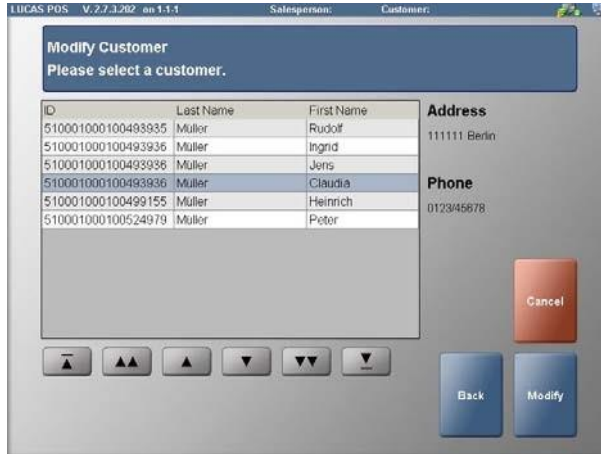 LUCAS POS V. 2.7.3.202 on 1-1-1 Salesperson: Customer:
Modify Customer
Please select a customer.
ID Last Name First Name
510001000100493935 Müller Rudolf
510001000100493936 Müller Ingrid
510001000100493936 Müller Jens
510001000100493936 Müller Claudia
510001000100499155 Müller Heinrich
510001000100524979 Müller Peter
Address
111111 Berlin
Phone
0123/45678
Cancel
Back Modify